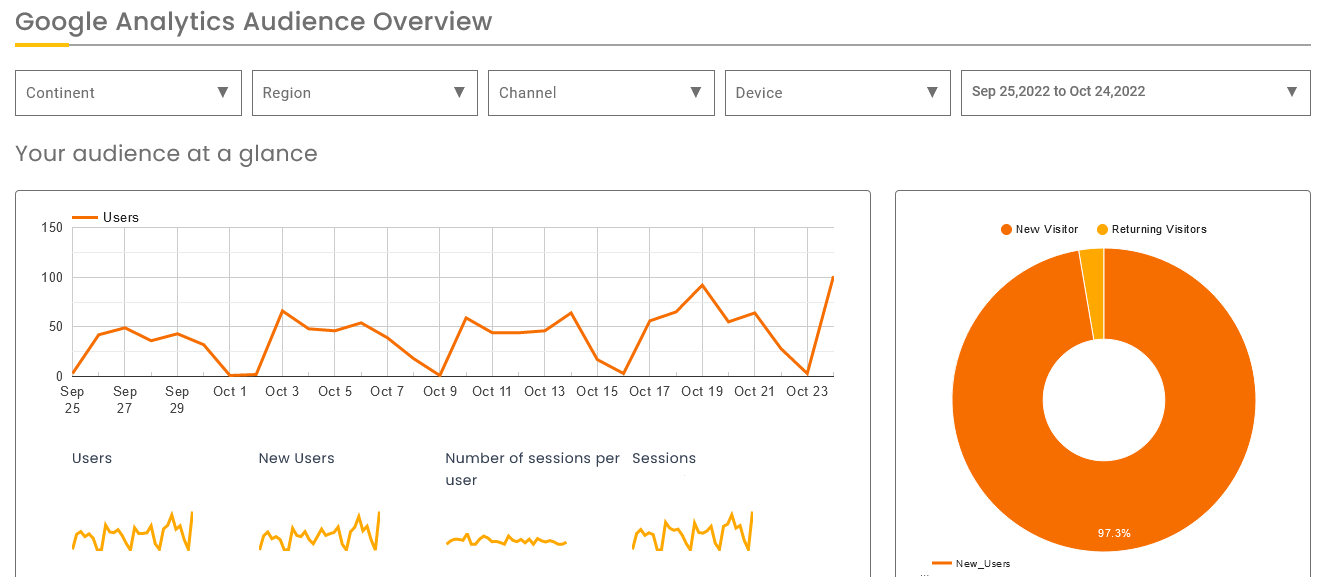 Google Analytics Audience Overview
Continent ▼ Region ▼ Channel ▼ Device ▼ Sep 25,2022 to Oct 24,2022 ▼
Your audience at a glance
Users
150
100
50
0
Sep 25 Sep 27 Sep 29 Oct 1 Oct 3 Oct 5 Oct 7 Oct 9 Oct 11 Oct 13 Oct 15 Oct 17 Oct 19 Oct 21 Oct 23
Users
New Users
Number of sessions per
user
Sessions
New Visitor Returning Visitors
97.3%
New_Users